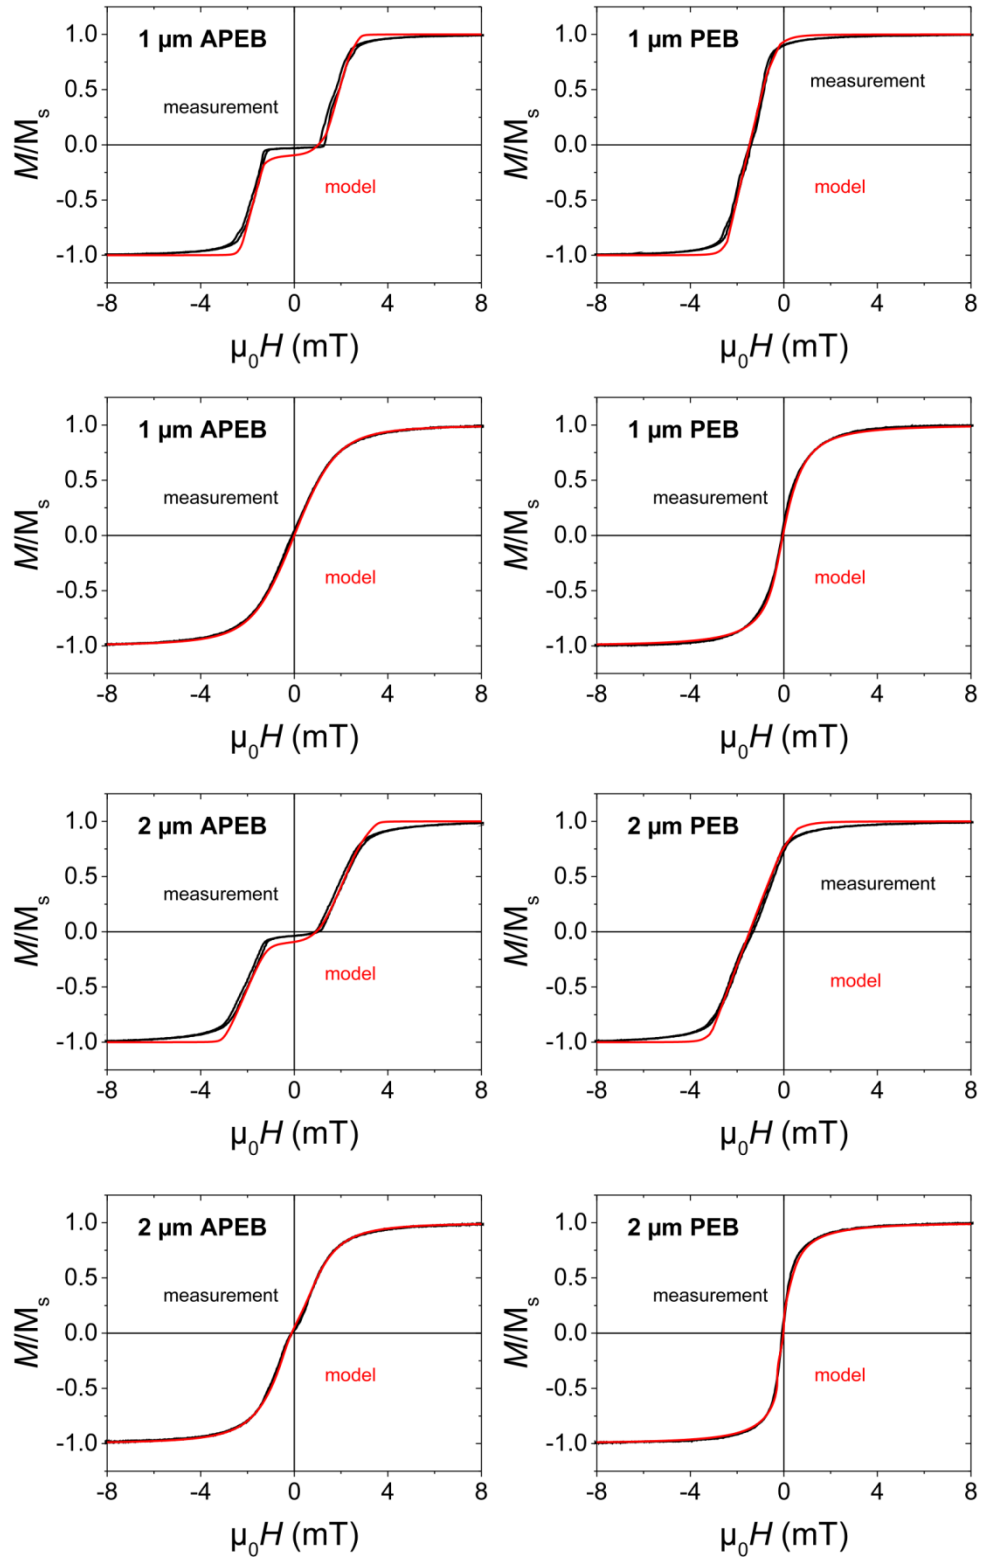 1 µm APEB
measurement
model
M/Mₛ
1.0
0.5
0.0
-0.5
-1.0
-8
-4
0
4
8
µ₀H (mT)
1 µm PEB
measurement
model
M/Mₛ
1.0
0.5
0.0
-0.5
-1.0
-8
-4
0
4
8
µ₀H (mT)
1 µm APEB
measurement
model
M/Mₛ
1.0
0.5
0.0
-0.5
-1.0
-8
-4
0
4
8
µ₀H (mT)
1 µm PEB
measurement
model
M/Mₛ
1.0
0.5
0.0
-0.5
-1.0
-8
-4
0
4
8
µ₀H (mT)
2 µm APEB
measurement
model
M/Mₛ
1.0
0.5
0.0
-0.5
-1.0
-8
-4
0
4
8
µ₀H (mT)
2 µm PEB
measurement
model
M/Mₛ
1.0
0.5
0.0
-0.5
-1.0
-8
-4
0
4
8
µ₀H (mT)
2 µm APEB
measurement
model
M/Mₛ
1.0
0.5
0.0
-0.5
-1.0
-8
-4
0
4
8
µ₀H (mT)
2 µm PEB
measurement
model
M/Mₛ
1.0
0.5
0.0
-0.5
-1.0
-8
-4
0
4
8
µ₀H (mT)